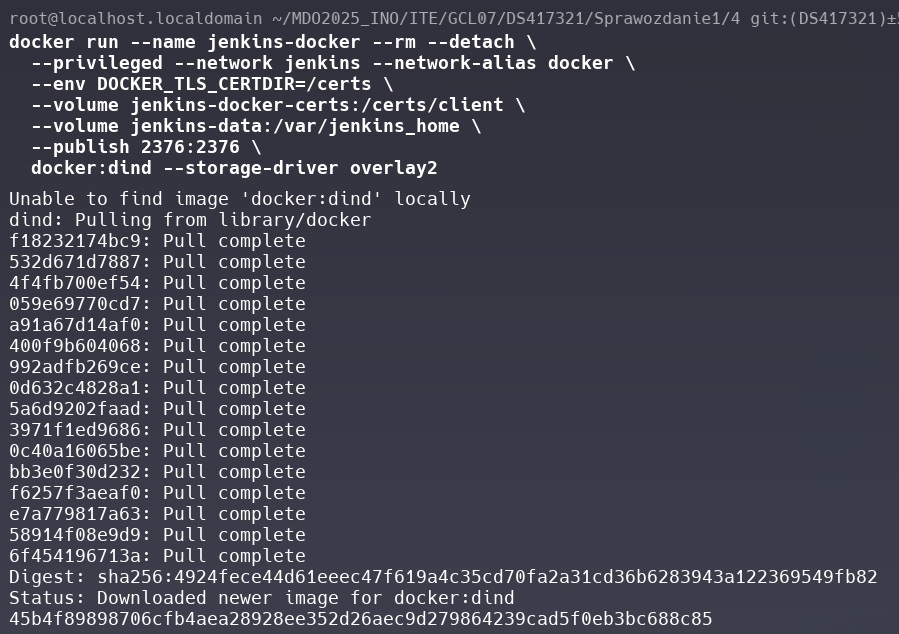 root@localhost.localdomain ~/MDO2025_INO/ITE/GCL07/DS417321/Sprawozdanie1/4 git:(DS417321)±
docker run --name jenkins-docker --rm --detach \
  --privileged --network jenkins --network-alias docker \
  --env DOCKER_TLS_CERTDIR=/certs \
  --volume jenkins-docker-certs:/certs/client \
  --volume jenkins-data:/var/jenkins_home \
  --publish 2376:2376 \
  docker:dind --storage-driver overlay2
Unable to find image 'docker:dind' locally
dind: Pulling from library/docker
f18232174bc9: Pull complete
532d671d7887: Pull complete
4f4fb700ef54: Pull complete
059e69770cd7: Pull complete
a91a67d14af0: Pull complete
400f9b604068: Pull complete
992adfb269ce: Pull complete
0d632c4828a1: Pull complete
5a6d9202faad: Pull complete
3971f1ed9686: Pull complete
0c40a16065be: Pull complete
bb3e0f30d232: Pull complete
f6257f3aeaf0: Pull complete
e7a779817a63: Pull complete
58914f08e9d9: Pull complete
6f454196713a: Pull complete
Digest: sha256:4924fece44d61eeec47f619a4c35cd70fa2a31cd36b6283943a122369549fb82
Status: Downloaded newer image for docker:dind
45b4f89898706cfb4aea28928ee352d26aec9d279864239cad5f0eb3bc688c85